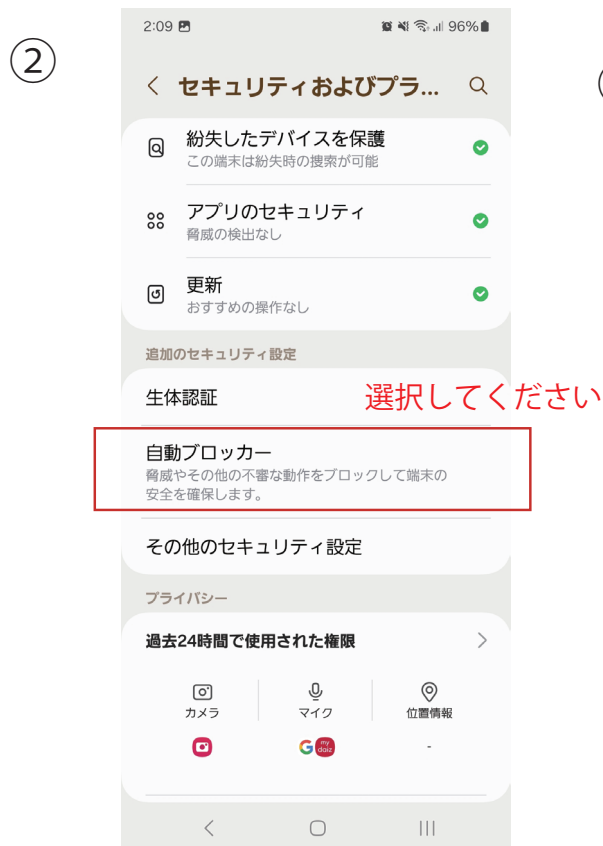 ②
2:09 96%
セキュリティおよびプラ...
紛失したデバイスを保護
この端末は紛失時の捜索が可能
アプリのセキュリティ
脅威の検出なし
更新
おすすめの操作なし
追加のセキュリティ設定
生体認証
選択してください
自動ブロッカー
脅威やその他の不審な動作をブロックして端末の
安全を確保します。
その他のセキュリティ設定
プライバシー
過去24時間で使用された権限
カメラ マイク 位置情報
G my daiz -